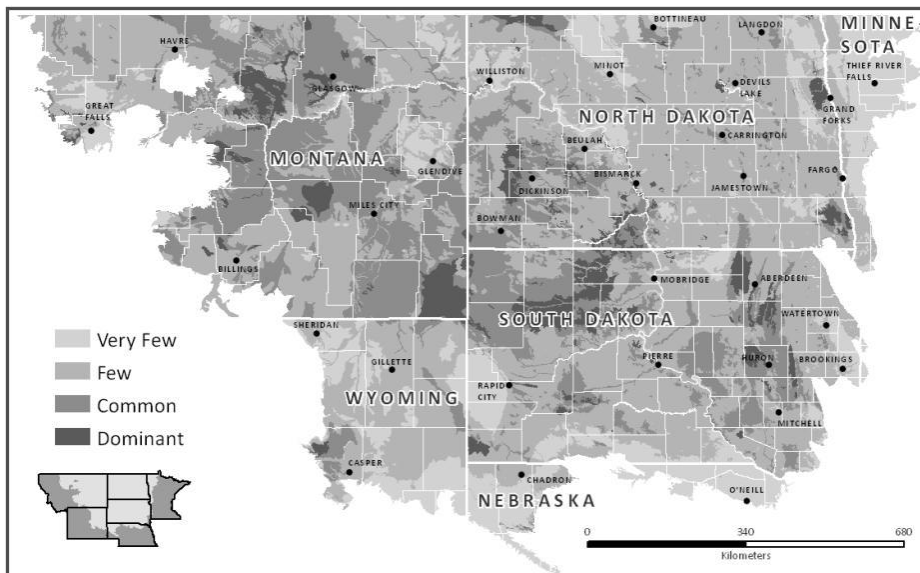 BOTTINEAU
LANGDON
MINNE-
SOTA
HAVRE
GLASGOW
WILLISTON
MINOT
DEVILS
LAKE
THIEF RIVER
FALLS
GREAT
FALLS
GRAND
FORKS
NORTH DAKOTA
CARRINGTON
MONTANA
GLENDIVE
BEULAH
BISMARCK
DICKINSON
JAMESTOWN
FARGO
MILES CITY
BOWMAN
BILLINGS
MOBRIDGE
ABERDEEN
SOUTH DAKOTA
WATERTOWN
SHERIDAN
GILLETTE
PIERRE
HURON
BROOKINGS
RAPID
CITY
WYOMING
MITCHELL
CASPER
CHADRON
NEBRASKA
O'NEILL
Very Few
Few
Common
Dominant
0 340 680
Kilometers